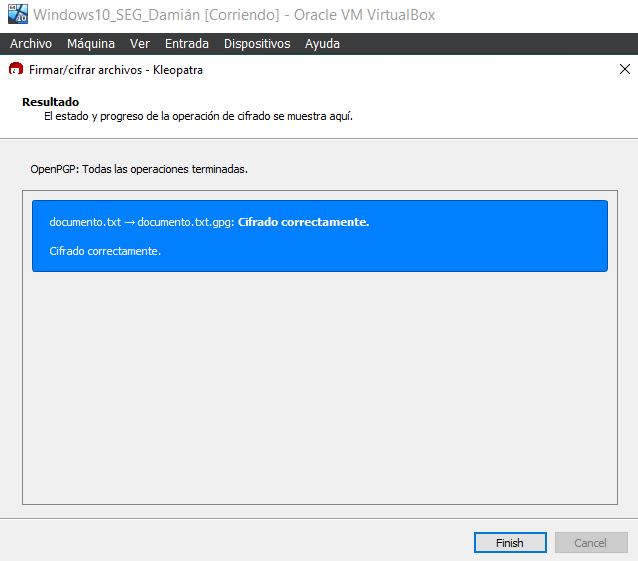 Windows10_SEG_Damián [Corriendo] - Oracle VM VirtualBox
Archivo Máquina Ver Entrada Dispositivos Ayuda
Firmar/cifrar archivos - Kleopatra
Resultado
El estado y progreso de la operación de cifrado se muestra aquí.
OpenPGP: Todas las operaciones terminadas.
documento.txt → documento.txt.gpg: Cifrado correctamente.
Cifrado correctamente.
Finish Cancel